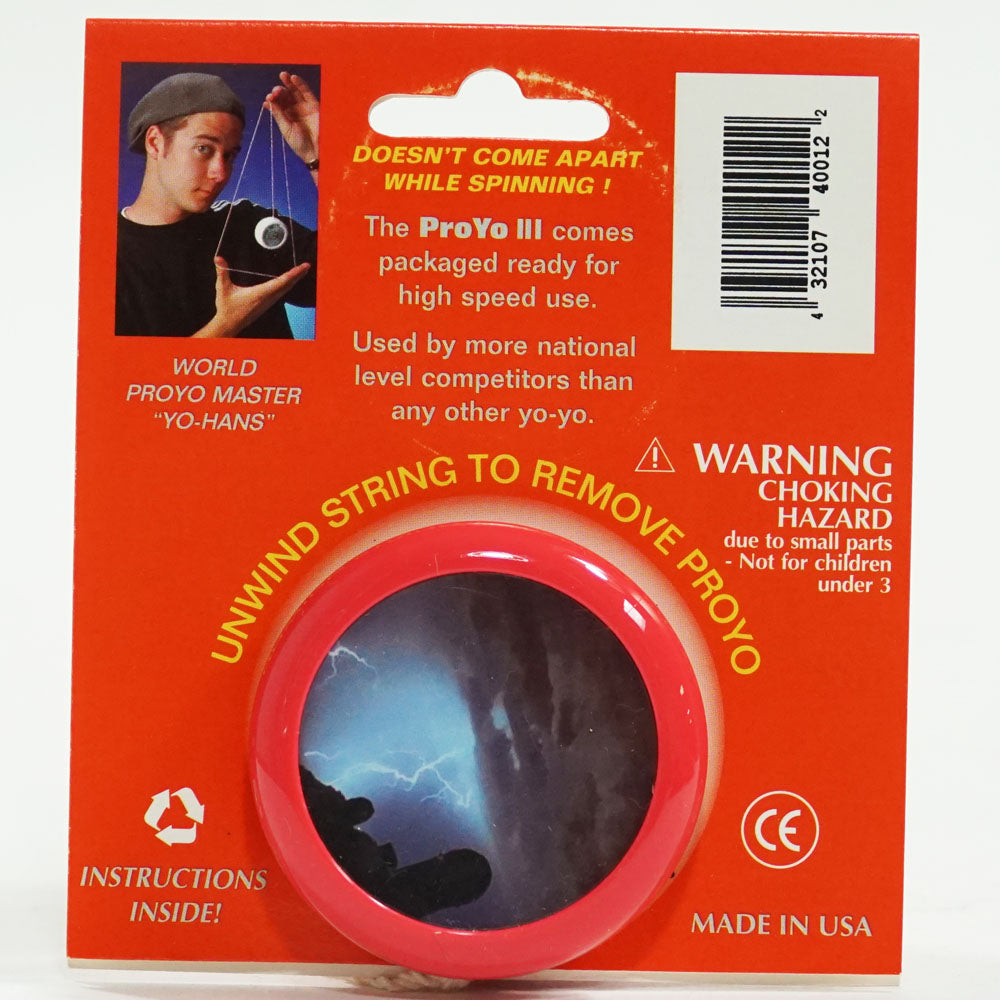 DOESN'T COME APART
WHILE SPINNING !
The ProYo III comes
packaged ready for
high speed use.
Used by more national
level competitors than
any other yo-yo.
WORLD
PROYO MASTER
"YO-HANS"
4 32107 40012 2
WARNING
CHOKING
HAZARD
due to small parts
- Not for children
under 3
UNWIND STRING TO REMOVE PROYO
INSTRUCTIONS
INSIDE!
CE
MADE IN USA